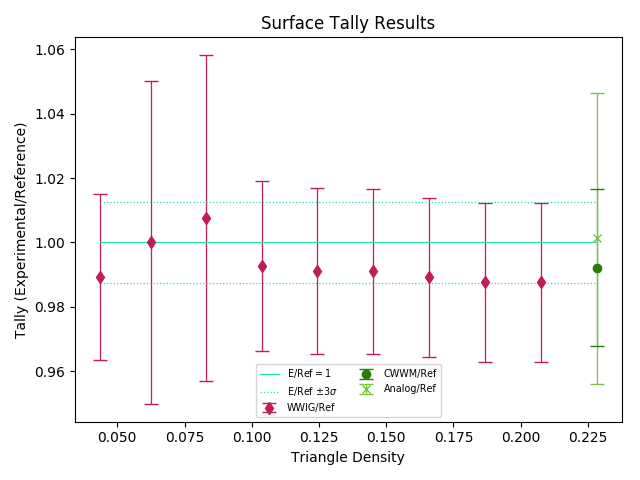 Surface Tally Results
Tally (Experimental/Reference)
1.06
1.04
1.02
1.00
0.98
0.96
0.050
0.075
0.100
0.125
0.150
0.175
0.200
0.225
Triangle Density
E/Ref = 1
E/Ref ±3σ
WWIG/Ref
CWWM/Ref
Analog/Ref